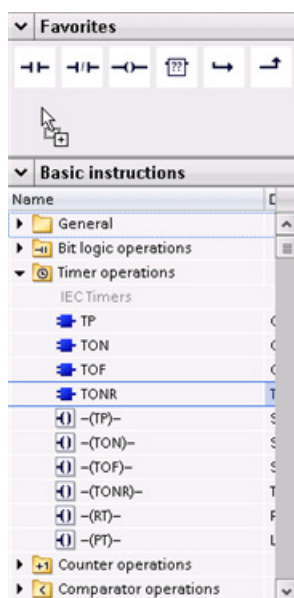 Favorites
??
Basic instructions
Name
General
Bit logic operations
Timer operations
IEC Timers
TP
TON
TOF
TONR
–(TP)–
–(TON)–
–(TOF)–
–(TONR)–
–(RT)–
–(PT)–
+1 Counter operations
Comparator operations